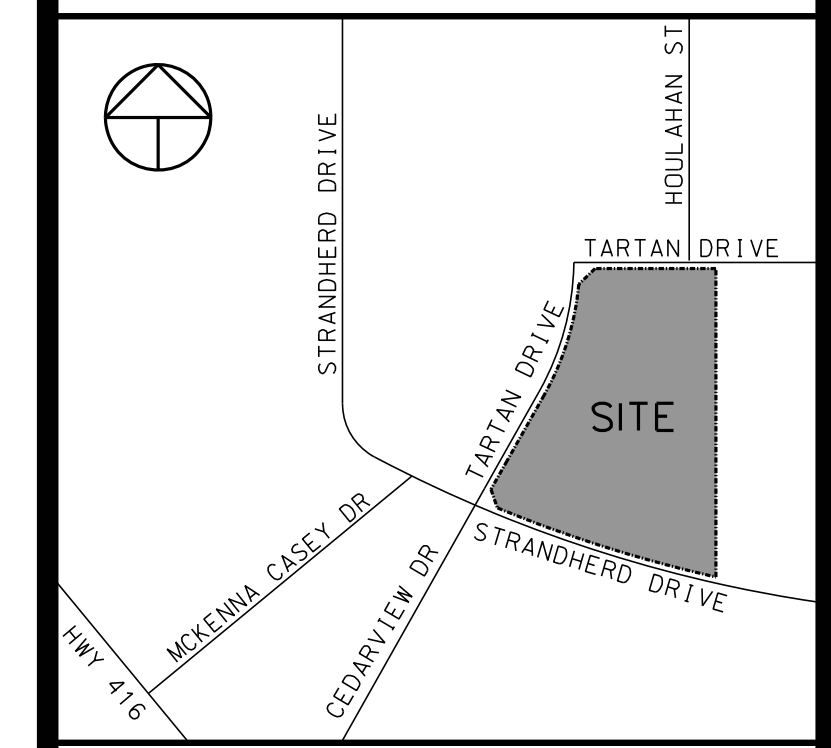 STRANDHERD DRIVE
HOULAHAN ST
TARTAN DRIVE
TARTAN DRIVE
SITE
STRANDHERD DRIVE
MCKENNA CASEY DR
CEDARVIEW DR
HWY 416